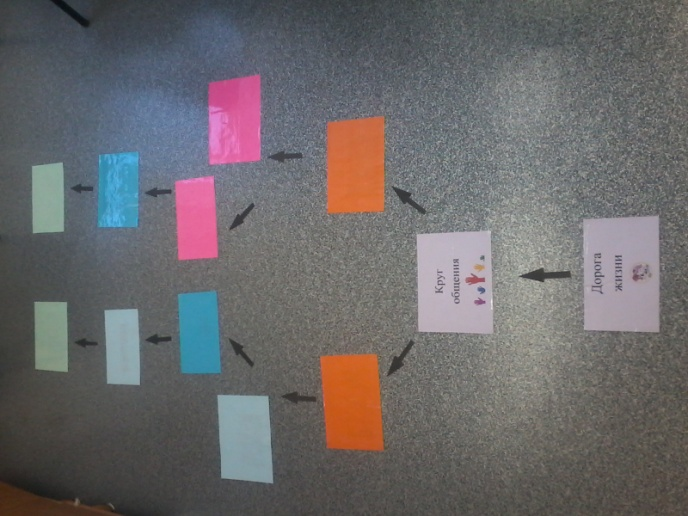 Дорога
жизни
Круг
общения